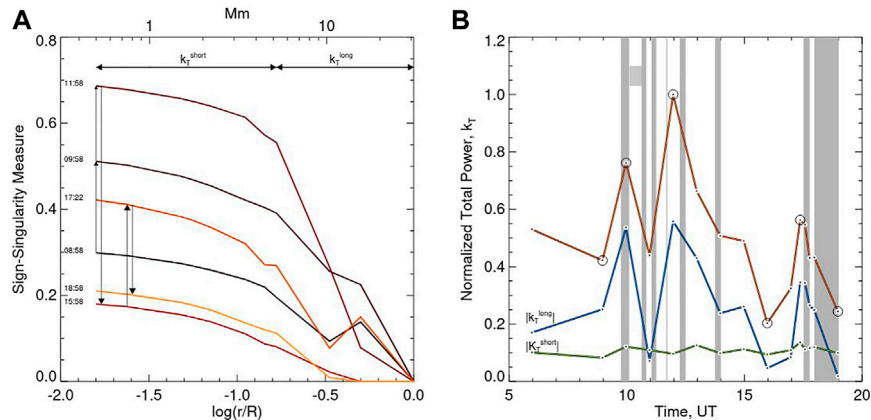 A
Mm
1 10
0.8
0.6
0.4
0.2
0.0
Sign-Singularity Measure
k_T^short
k_T^long
11:58
09:58
17:22
08:58
18:58
15:58
-2.0 -1.5 -1.0 -0.5 0.0
log(r/R)
B
1.2
1.0
0.8
0.6
0.4
0.2
0.0
Normalized Total Power, k_T
|k_T^long|
|K_T^short|
5 10 15 20
Time, UT